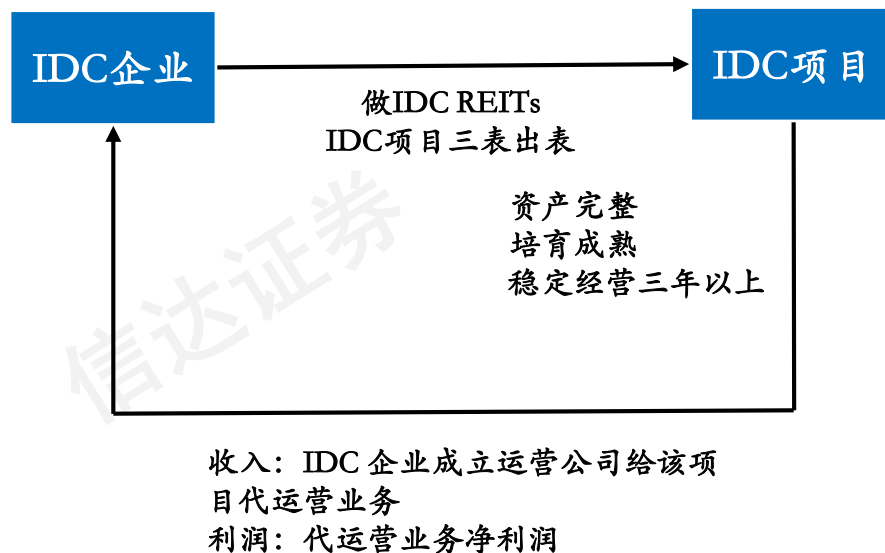 IDC企业
IDC项目
做IDC REITs
IDC项目三表出表
资产完整
培育成熟
稳定经营三年以上
信达证券
收入：IDC 企业成立运营公司给该项
目代运营业务
利润：代运营业务净利润